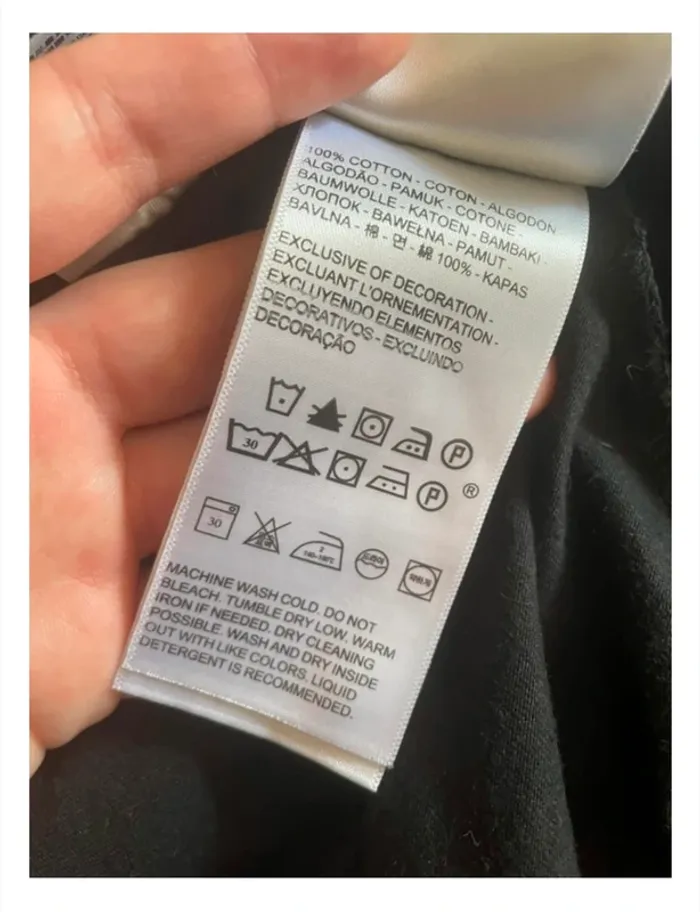 100% COTTON - COTON - ALGODON
ALGODÃO - PAMUK - COTONE -
BAUMWOLLE - KATOEN - BAMBAKI
ХЛОПОК - BAWEŁNA - PAMUT -
BAVLNA - 棉 - 면 - 綿 100% - KAPAS
EXCLUSIVE OF DECORATION -
EXCLUANT L'ORNEMENTATION -
EXCLUYENDO ELEMENTOS
DECORATIVOS - EXCLUINDO
DECORAÇÃO
P
30 P ®
30 2
MACHINE WASH COLD. DO NOT
BLEACH. TUMBLE DRY LOW. WARM
IRON IF NEEDED. DRY CLEANING
POSSIBLE. WASH AND DRY INSIDE
OUT WITH LIKE COLORS. LIQUID
DETERGENT IS RECOMMENDED.